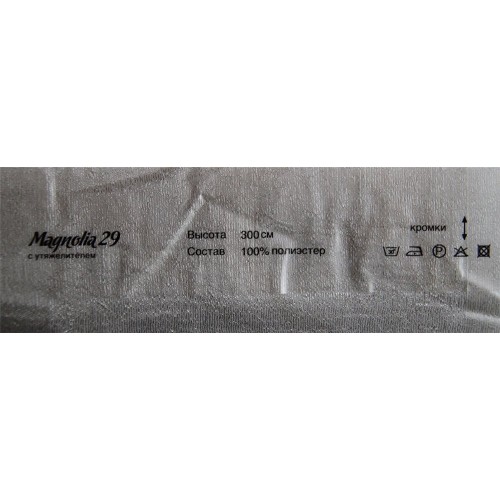 Magnolia 29
с утяжелителем
Высота 300 см
Состав 100% полиэстер
кромки